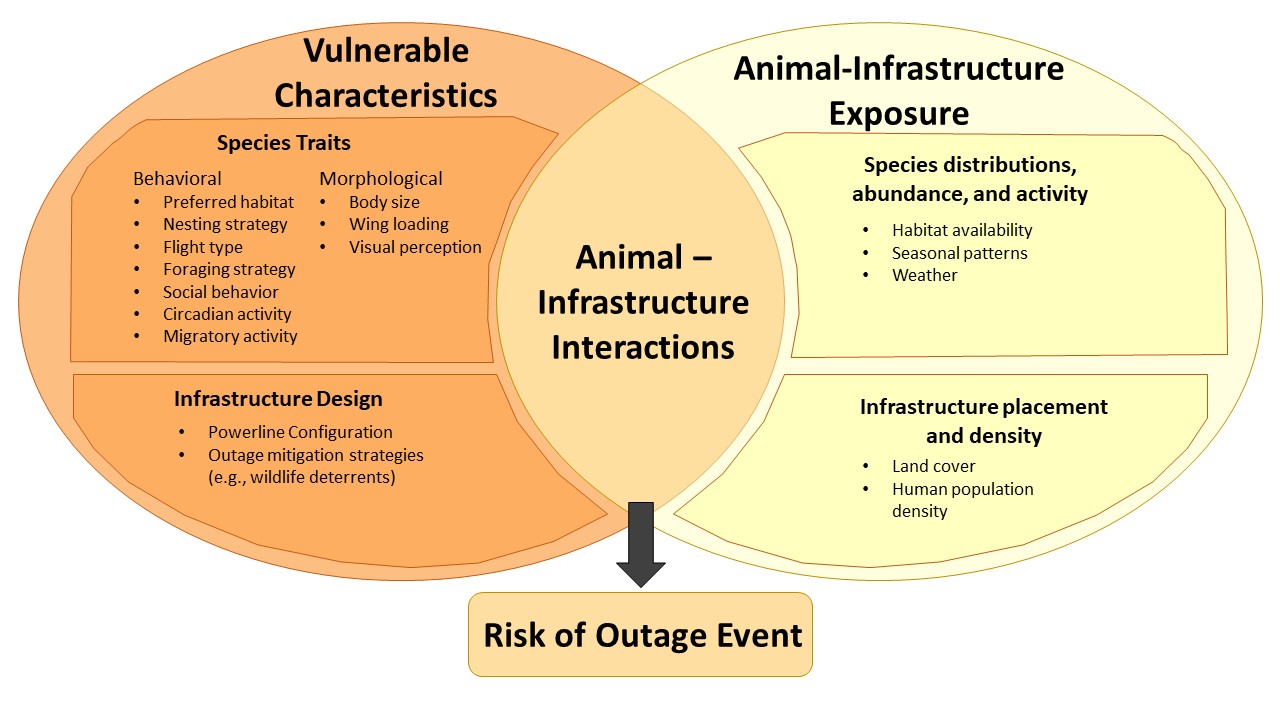 Vulnerable
Characteristics
Species Traits
Behavioral
• Preferred habitat
• Nesting strategy
• Flight type
• Foraging strategy
• Social behavior
• Circadian activity
• Migratory activity
Morphological
• Body size
• Wing loading
• Visual perception
Infrastructure Design
• Powerline Configuration
• Outage mitigation strategies
(e.g., wildlife deterrents)
Animal –
Infrastructure
Interactions
Animal-Infrastructure
Exposure
Species distributions,
abundance, and activity
• Habitat availability
• Seasonal patterns
• Weather
Infrastructure placement
and density
• Land cover
• Human population
density
Risk of Outage Event